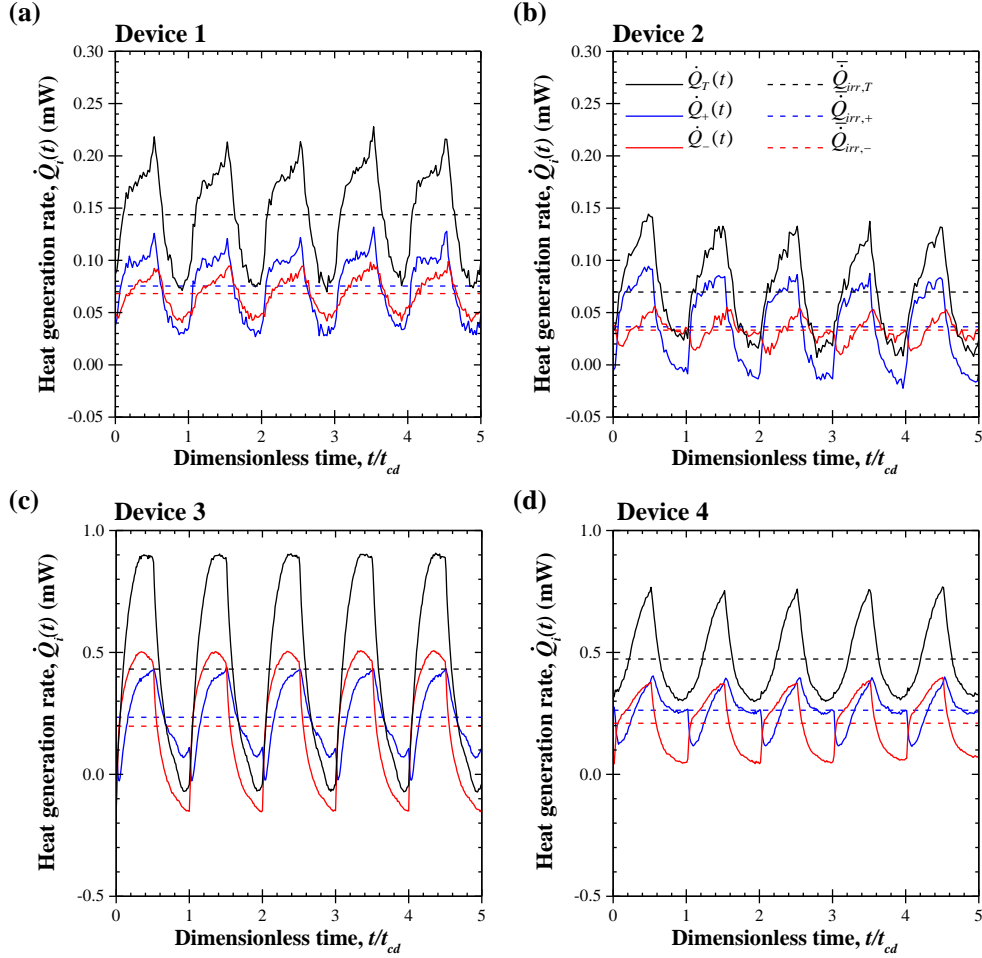 (a)
Device 1
Heat generation rate, Q̇i(t) (mW)
0.30
0.25
0.20
0.15
0.10
0.05
0.00
-0.05
0 1 2 3 4 5
Dimensionless time, t/tcd
(b)
Device 2
Heat generation rate, Q̇i(t) (mW)
0.30
0.25
0.20
0.15
0.10
0.05
0.00
-0.05
Q̇T(t)
Q̇+(t)
Q̇−(t)
Q̇̅irr,T
Q̇̅irr,+
Q̇̅irr,−
0 1 2 3 4 5
Dimensionless time, t/tcd
(c)
Device 3
Heat generation rate, Q̇i(t) (mW)
1.0
0.5
0.0
-0.5
0 1 2 3 4 5
Dimensionless time, t/tcd
(d)
Device 4
Heat generation rate, Q̇i(t) (mW)
1.0
0.5
0.0
-0.5
0 1 2 3 4 5
Dimensionless time, t/tcd